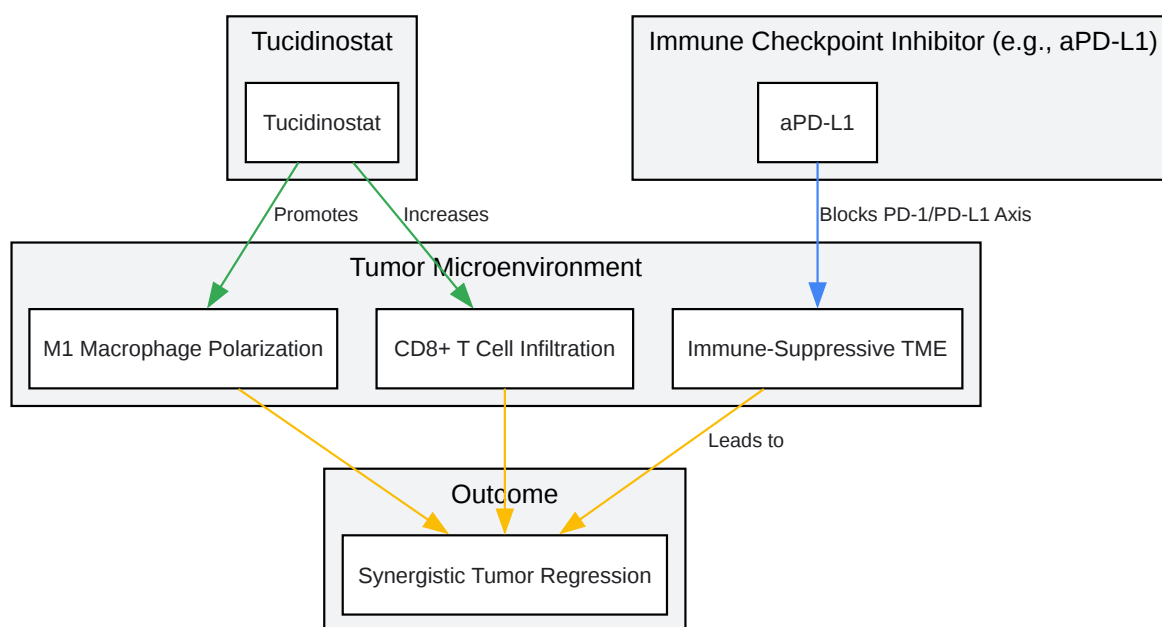 Tucidinostat
Immune Checkpoint Inhibitor (e.g., aPD-L1)
Tucidinostat
aPD-L1
Promotes
Increases
Blocks PD-1/PD-L1 Axis
Tumor Microenvironment
M1 Macrophage Polarization
CD8+ T Cell Infiltration
Immune-Suppressive TME
Leads to
Outcome
Synergistic Tumor Regression